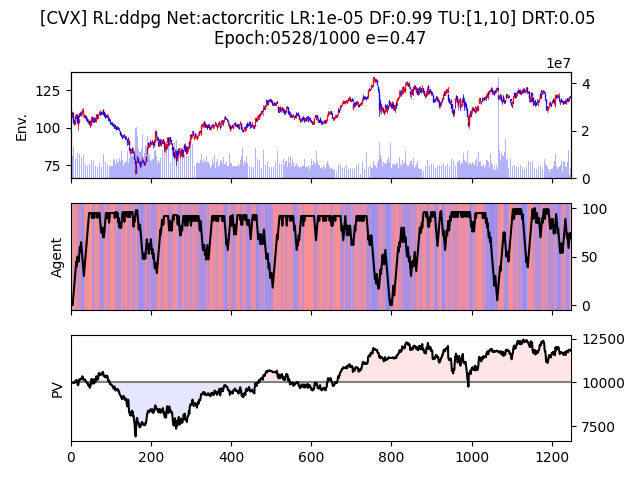 [CVX] RL:ddpg Net:actorcritic LR:1e-05 DF:0.99 TU:[1,10] DRT:0.05
Epoch:0528/1000 e=0.47
1e7
Env.
125
100
75
4
2
0
Agent
100
50
0
PV
12500
10000
7500
0 200 400 600 800 1000 1200